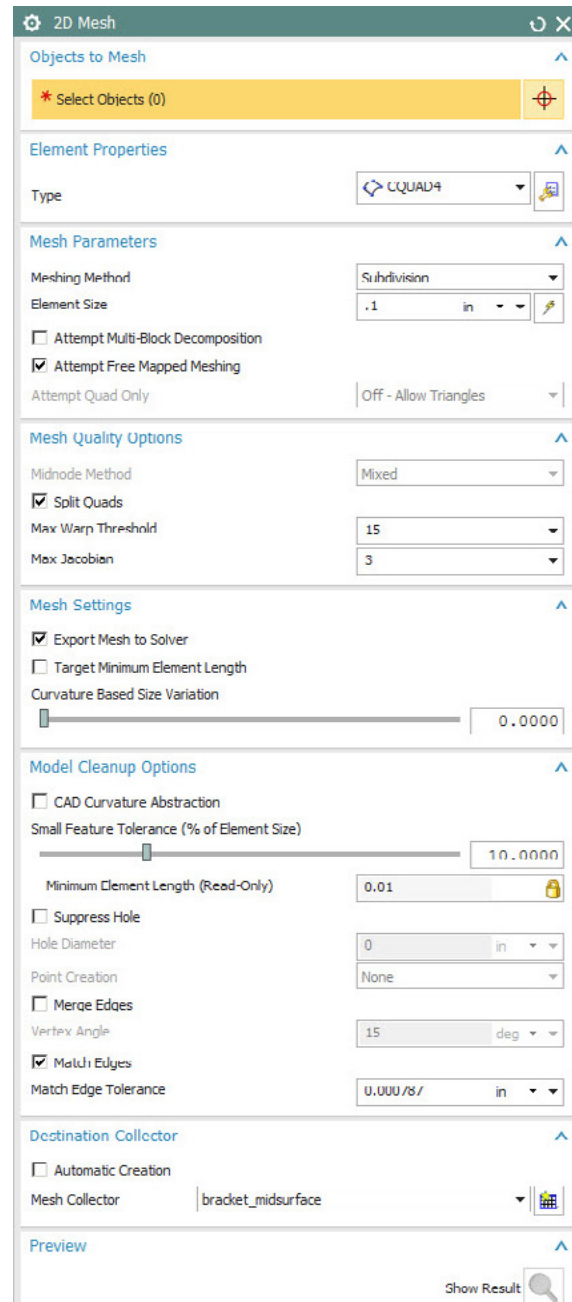 2D Mesh
Objects to Mesh
* Select Objects (0)
Element Properties
Type CQUAD4
Mesh Parameters
Meshing Method Subdivision
Element Size .1 in
Attempt Multi-Block Decomposition
Attempt Free Mapped Meshing
Attempt Quad Only Off - Allow Triangles
Mesh Quality Options
Midnode Method Mixed
Split Quads
Max Warp Threshold 15
Max Jacobian 3
Mesh Settings
Export Mesh to Solver
Target Minimum Element Length
Curvature Based Size Variation
0.0000
Model Cleanup Options
CAD Curvature Abstraction
Small Feature Tolerance (% of Element Size)
10.0000
Minimum Element Length (Read-Only) 0.01
Suppress Hole
Hole Diameter 0 in
Point Creation None
Merge Edges
Vertex Angle 15 deg
Match Edges
Match Edge Tolerance 0.000787 in
Destination Collector
Automatic Creation
Mesh Collector bracket_midsurface
Preview
Show Result